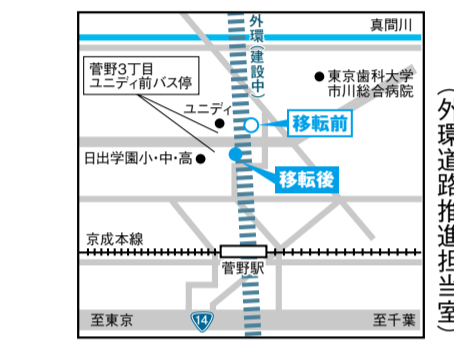 外環(建設中)
真間川
菅野3丁目
ユニディ前バス停
東京歯科大学
市川総合病院
ユニディ
移転前
日出学園小・中・高
移転後
京成本線
菅野駅
至東京
14
至千葉
(外環道路推進担当室)